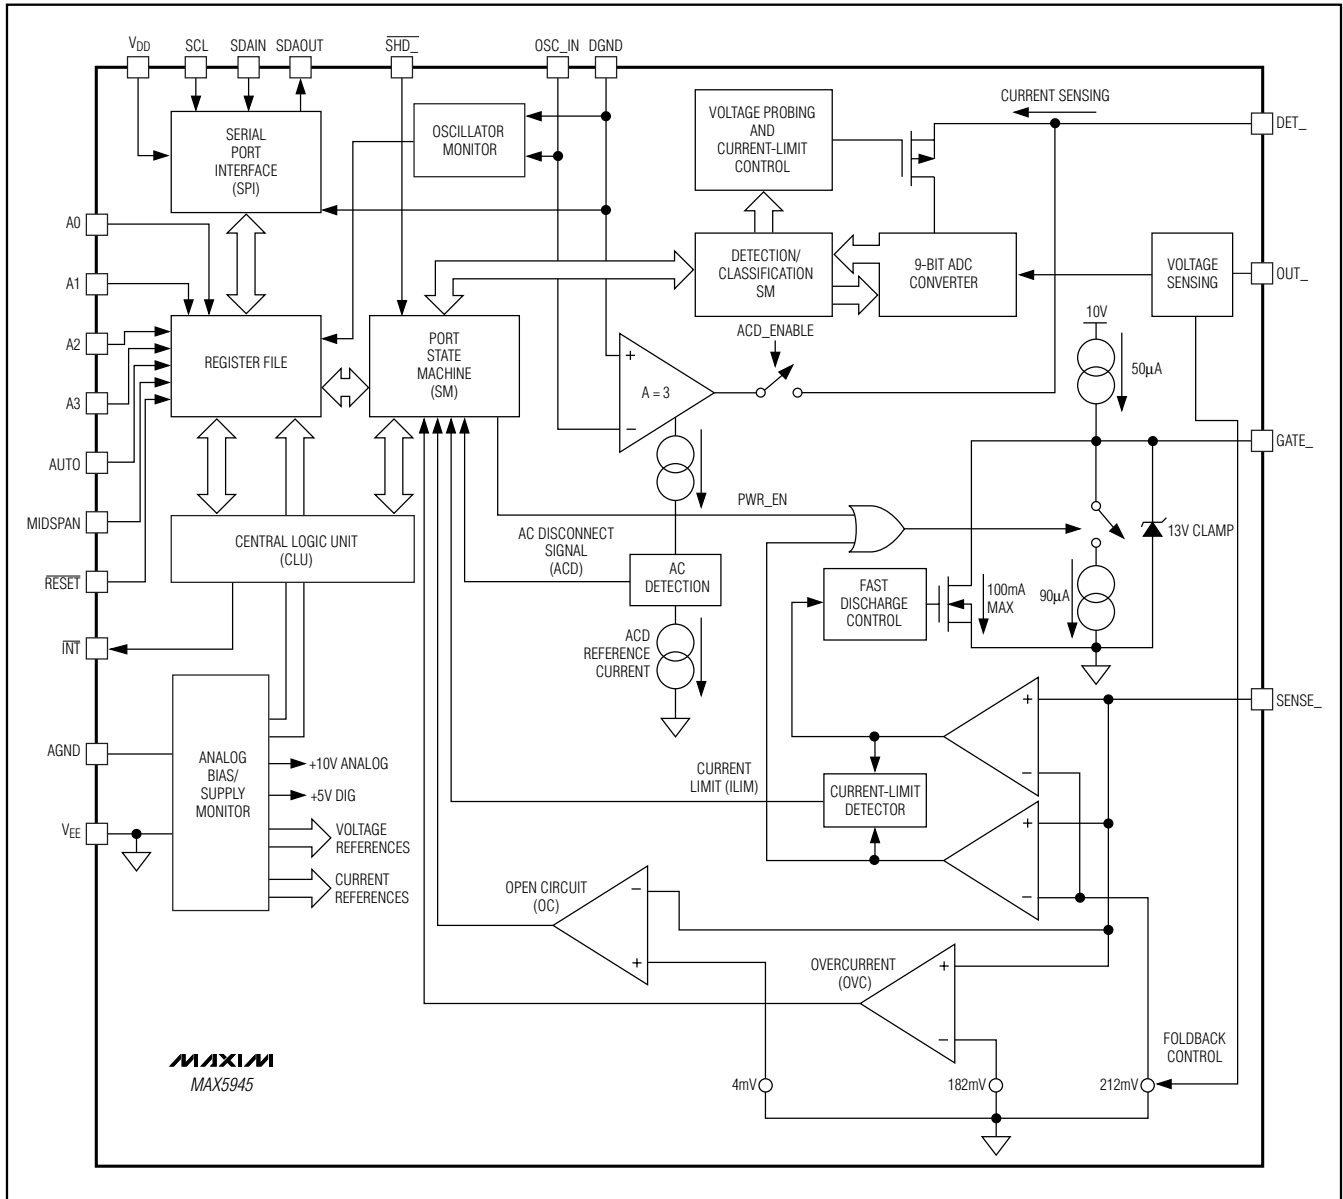 VDD
SCL
SDAIN
SDAOUT
SHD_
OSC_IN
DGND
CURRENT SENSING
DET_
SERIAL
PORT
INTERFACE
(SPI)
OSCILLATOR
MONITOR
VOLTAGE PROBING
AND
CURRENT-LIMIT
CONTROL
A0
A1
A2
A3
AUTO
MIDSPAN
RESET
INT
AGND
VEE
REGISTER FILE
PORT
STATE
MACHINE
(SM)
DETECTION/
CLASSIFICATION
SM
9-BIT ADC
CONVERTER
VOLTAGE
SENSING
OUT_
10V
50μA
ACD_ENABLE
+
A = 3
−
GATE_
PWR_EN
CENTRAL LOGIC UNIT
(CLU)
AC DISCONNECT
SIGNAL
(ACD)
AC
DETECTION
13V CLAMP
FAST
DISCHARGE
CONTROL
100mA
MAX
90μA
ACD
REFERENCE
CURRENT
SENSE_
ANALOG
BIAS/
SUPPLY
MONITOR
+10V ANALOG
+5V DIG
VOLTAGE
REFERENCES
CURRENT
REFERENCES
CURRENT
LIMIT (ILIM)
CURRENT-LIMIT
DETECTOR
+
−
+
−
OPEN CIRCUIT
(OC)
−
+
OVERCURRENT
(OVC)
+
−
FOLDBACK
CONTROL
4mV
182mV
212mV
MAXIM
MAX5945